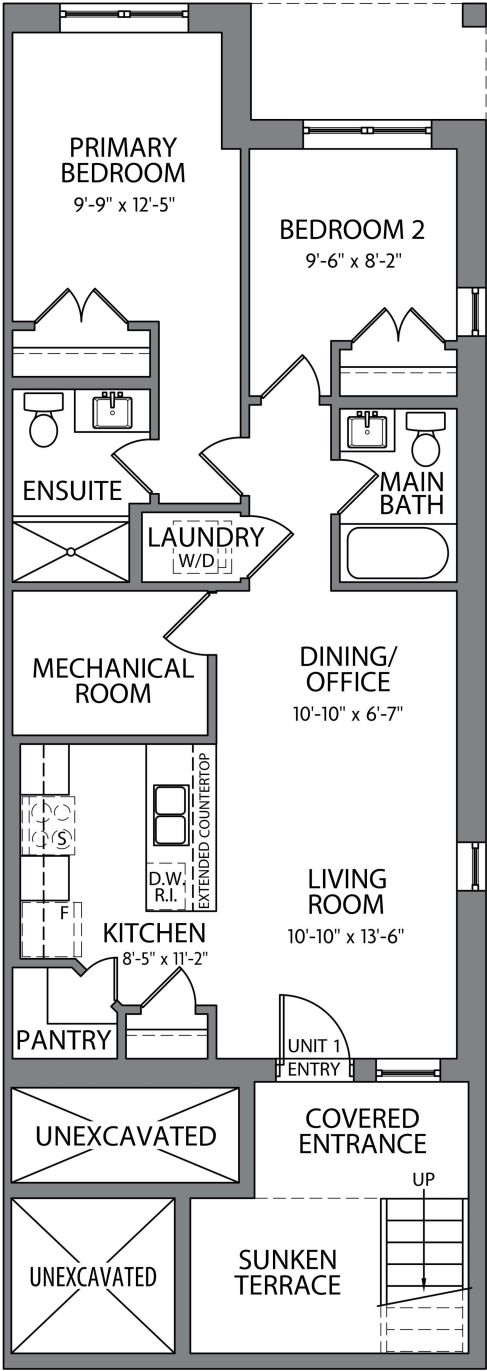 PRIMARY
BEDROOM
9'-9" x 12'-5"
BEDROOM 2
9'-6" x 8'-2"
ENSUITE
MAIN
BATH
LAUNDRY
W/D
MECHANICAL
ROOM
DINING/
OFFICE
10'-10" x 6'-7"
EXTENDED COUNTERTOP
S
D.W.
R.I.
F
LIVING
ROOM
10'-10" x 13'-6"
KITCHEN
8'-5" x 11'-2"
PANTRY
UNIT 1
ENTRY
UNEXCAVATED
COVERED
ENTRANCE
UP
UNEXCAVATED
SUNKEN
TERRACE